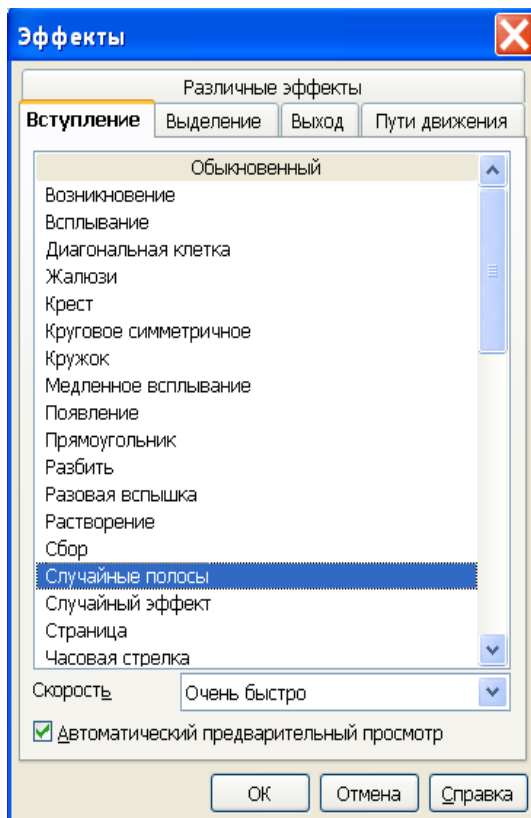 Эффекты
Различные эффекты
Вступление Выделение Выход Пути движения
Обыкновенный
Возникновение
Всплывание
Диагональная клетка
Жалюзи
Крест
Круговое симметричное
Кружок
Медленное всплывание
Появление
Прямоугольник
Разбить
Разовая вспышка
Растворение
Сбор
Случайные полосы
Случайный эффект
Страница
Часовая стрелка
Скорость Очень быстро
Автоматический предварительный просмотр
ОК Отмена Справка